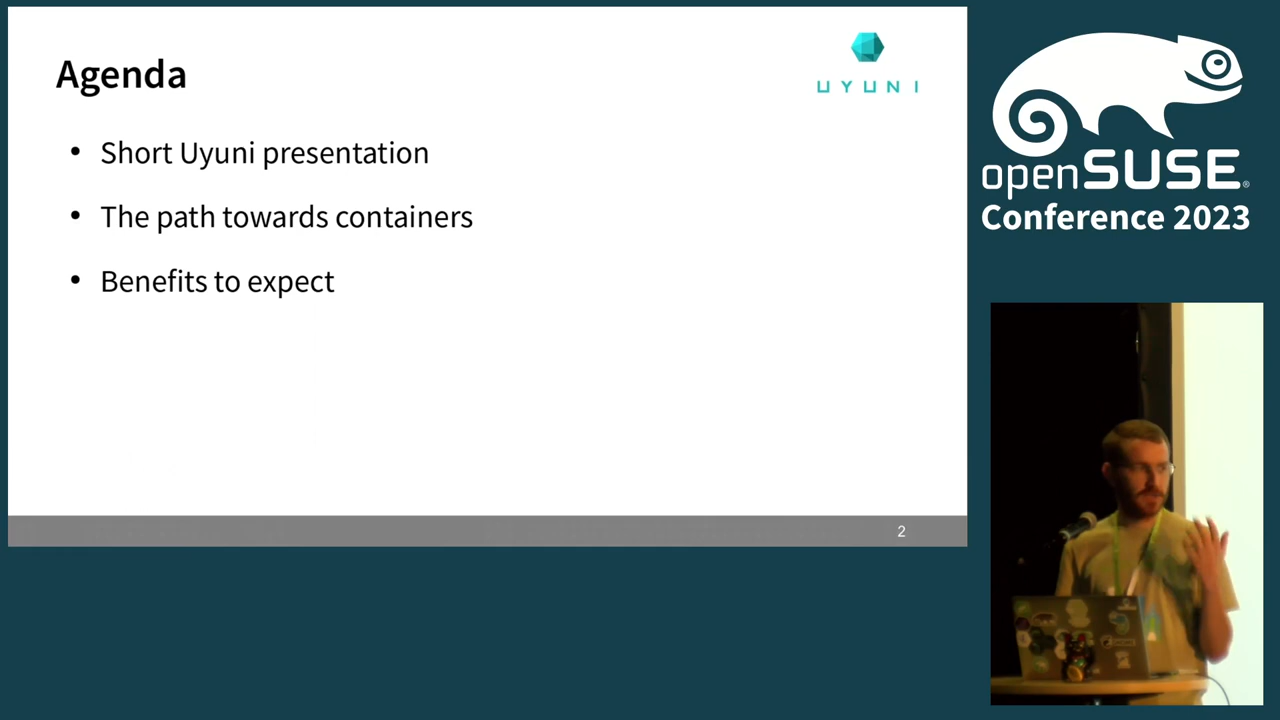 Agenda
UYUNI
• Short Uyuni presentation
• The path towards containers
• Benefits to expect
2
openSUSE®
Conference 2023